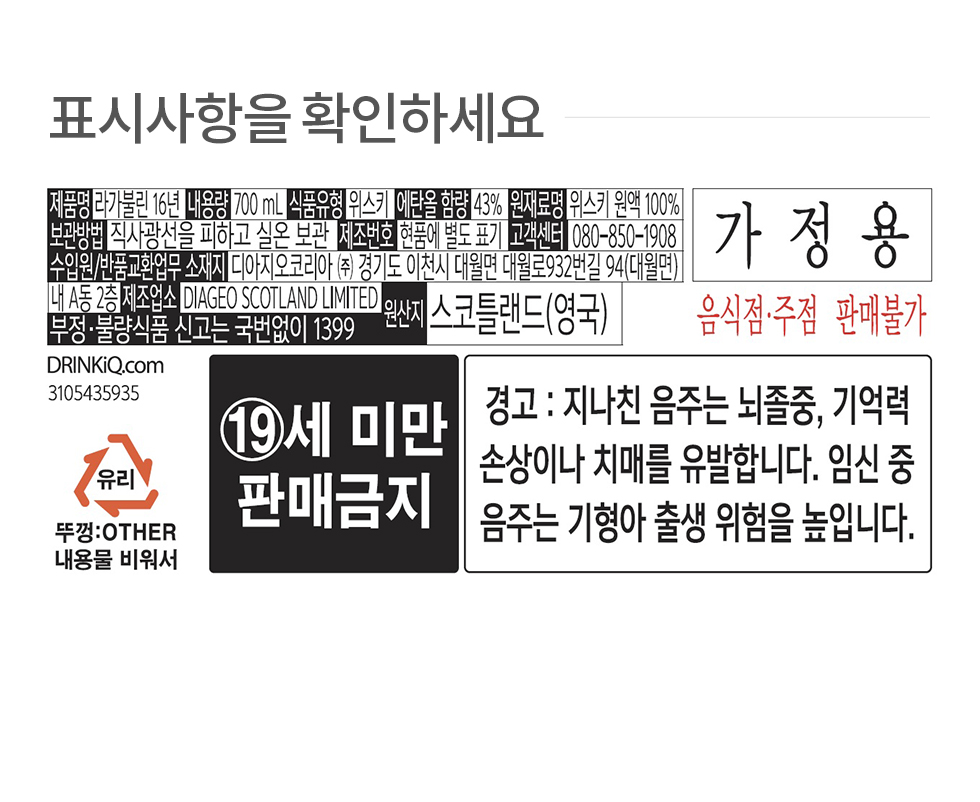 표시사항을 확인하세요
제품명 라가불린 16년 내용량 700 mL 식품유형 위스키 에탄올 함량 43% 원재료명 위스키 원액 100%
보관방법 직사광선을 피하고 실온 보관 제조번호 현품에 별도 표기 고객센터 080-850-1908
수입원/반품교환업무 소재지 디아지오코리아 ㈜ 경기도 이천시 대월면 대월로932번길 94(대월면)
내 A동 2층 제조업소 DIAGEO SCOTLAND LIMITED 원산지 스코틀랜드(영국)
부정·불량식품 신고는 국번없이 1399
가정용
음식점·주점 판매불가
DRINKiQ.com
3105435935
유리
뚜껑:OTHER
내용물 비워서
⑲세 미만
판매금지
경고 : 지나친 음주는 뇌졸중, 기억력
손상이나 치매를 유발합니다. 임신 중
음주는 기형아 출생 위험을 높입니다.